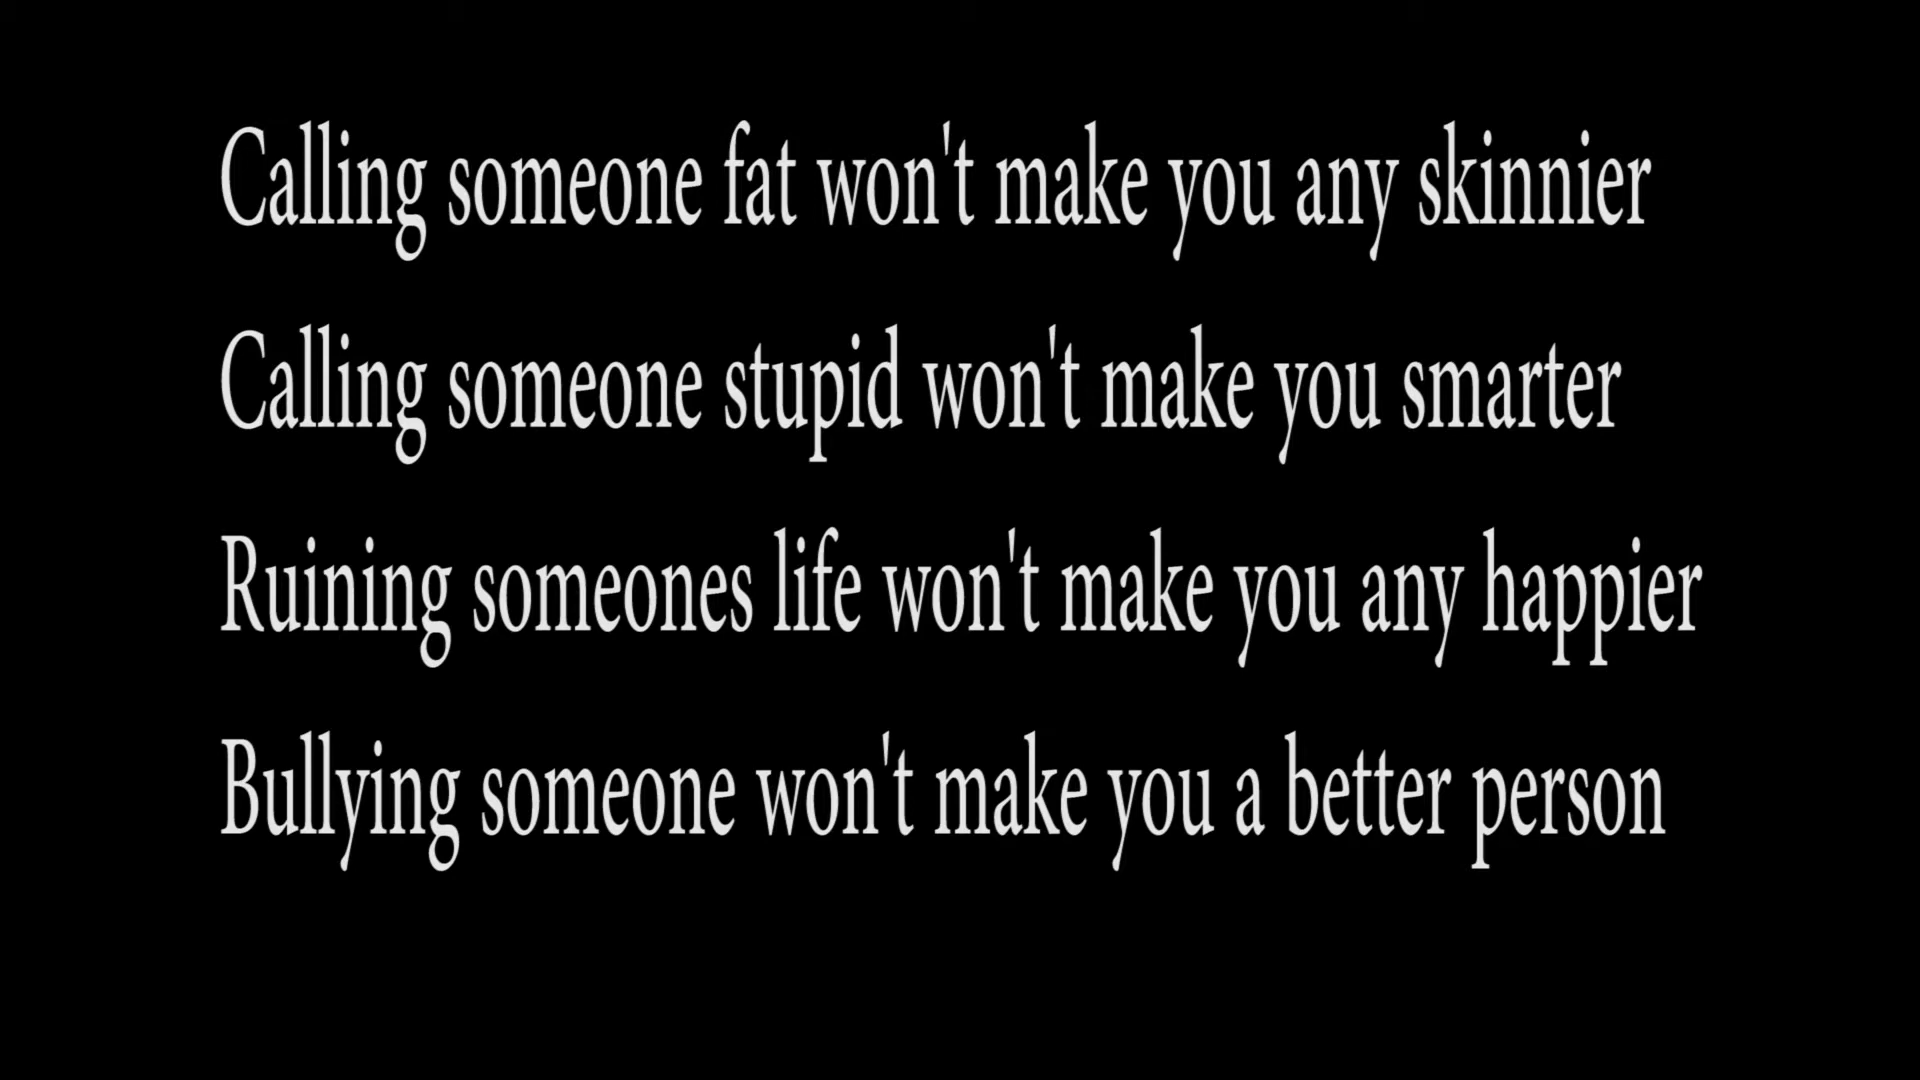 Calling someone fat won't make you any skinnier
Calling someone stupid won't make you smarter
Ruining someones life won't make you any happier
Bullying someone won't make you a better person